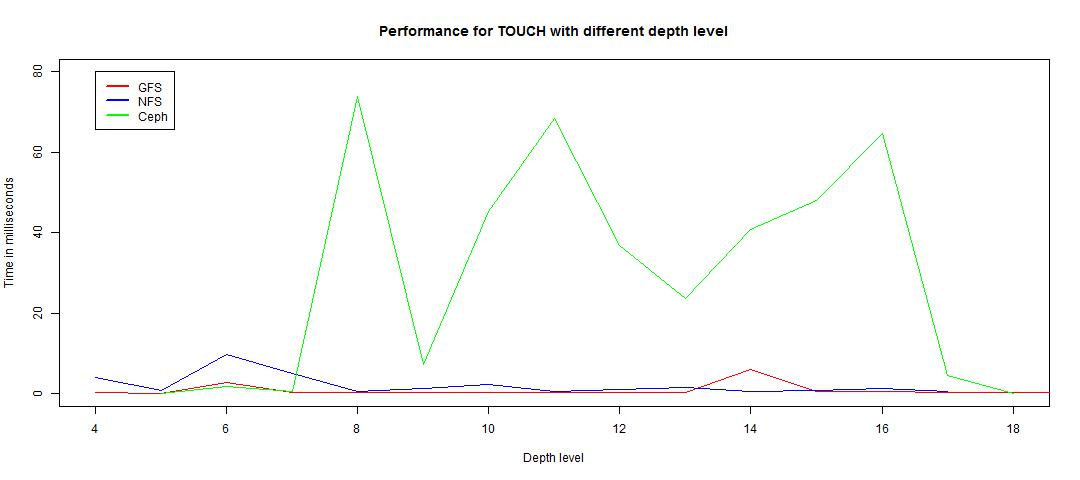 Performance for TOUCH with different depth level
GFS
NFS
Ceph
Time in milliseconds
80
60
40
20
0
4 6 8 10 12 14 16 18
Depth level